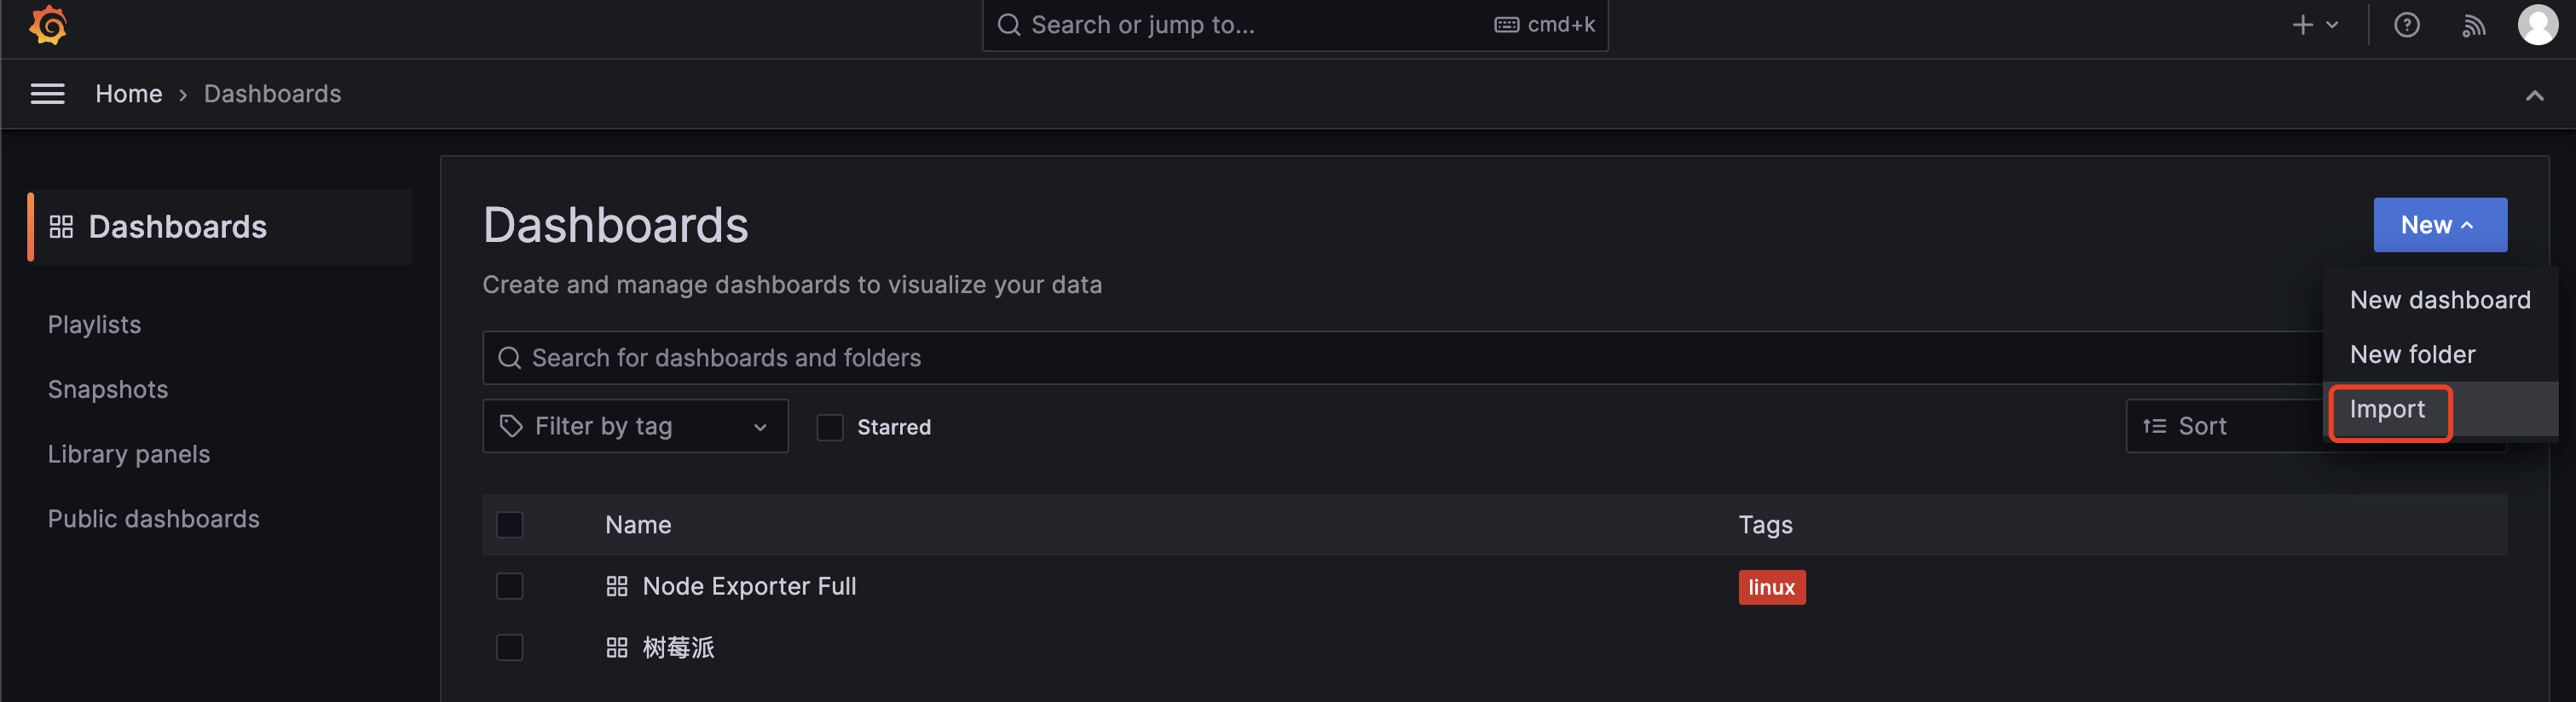 Search or jump to... cmd+k
Home › Dashboards
Dashboards
Playlists
Snapshots
Library panels
Public dashboards
Dashboards
New
Create and manage dashboards to visualize your data
New dashboard
New folder
Import
Search for dashboards and folders
Filter by tag
Starred
Sort
Name Tags
Node Exporter Full linux
树莓派